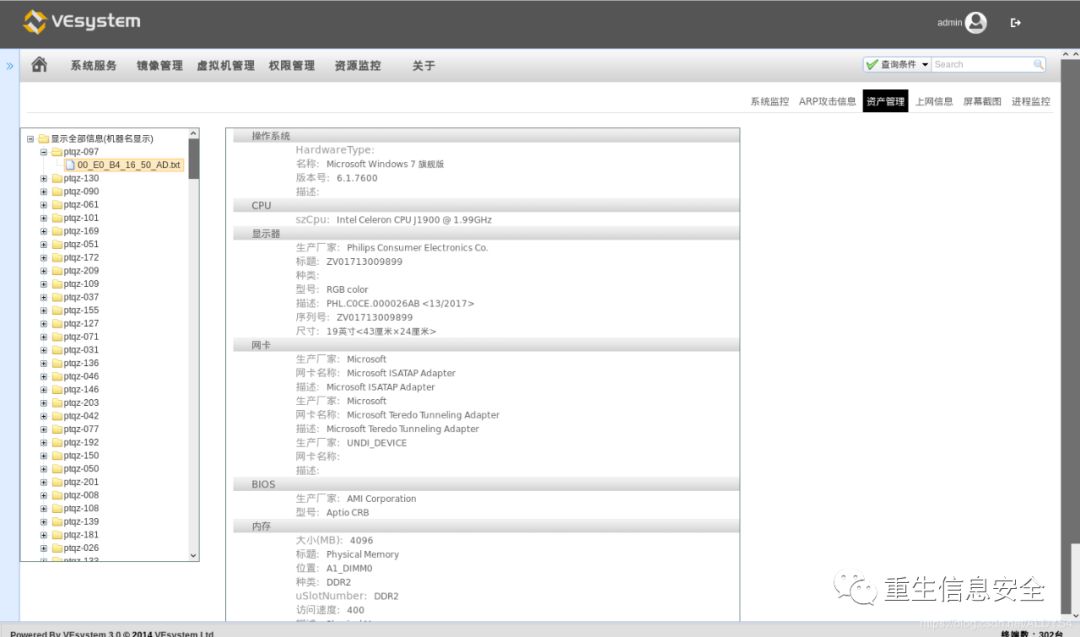 VEsystem
admin
系统服务 镜像管理 虚拟机管理 权限管理 资源监控 关于
查询条件 Search
系统监控 ARP攻击信息 资产管理 上网信息 屏幕截图 进程监控
显示全部信息(机器名显示)
ptqz-097
00_E0_B4_16_50_AD.txt
ptqz-130
ptqz-090
ptqz-061
ptqz-101
ptqz-169
ptqz-051
ptqz-172
ptqz-209
ptqz-109
ptqz-037
ptqz-155
ptqz-127
ptqz-071
ptqz-031
ptqz-136
ptqz-046
ptqz-146
ptqz-203
ptqz-042
ptqz-077
ptqz-192
ptqz-150
ptqz-050
ptqz-201
ptqz-008
ptqz-108
ptqz-139
ptqz-181
ptqz-026
操作系统
HardwareType:
名称: Microsoft Windows 7 旗舰版
版本号: 6.1.7600
描述:
CPU
szCpu: Intel Celeron CPU J1900 @ 1.99GHz
显示器
生产厂家: Philips Consumer Electronics Co.
标题: ZV01713009899
种类:
型号: RGB color
描述: PHL.C0CE.000026AB <13/2017>
序列号: ZV01713009899
尺寸: 19英寸<43厘米×24厘米>
网卡
生产厂家: Microsoft
网卡名称: Microsoft ISATAP Adapter
描述: Microsoft ISATAP Adapter
生产厂家: Microsoft
网卡名称: Microsoft Teredo Tunneling Adapter
描述: Microsoft Teredo Tunneling Adapter
生产厂家: UNDI_DEVICE
网卡名称:
描述:
BIOS
生产厂家: AMI Corporation
型号: Aptio CRB
内存
大小(MB): 4096
标题: Physical Memory
位置: A1_DIMM0
种类: DDR2
uSlotNumber: DDR2
访问速度: 400
重生信息安全
Powered By VEsystem 3.0 © 2014 VEsystem Ltd
终端数：302台